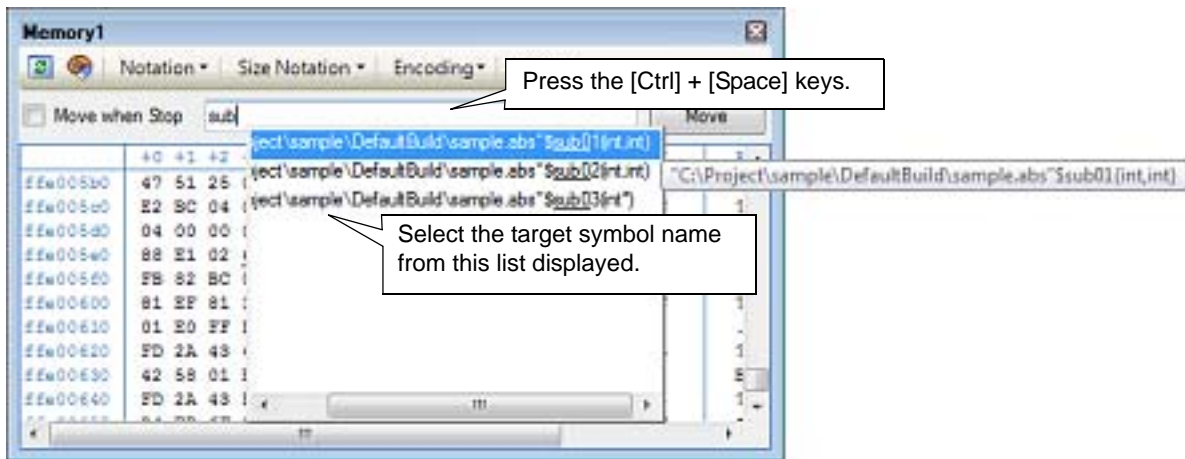 Memory1
Notation Size Notation Encoding
Press the [Ctrl] + [Space] keys.
Move when Stop sub Move
+0 +1 +2
ject\sample\DefaultBuild\sample.abs"$sub01(int,int)
ject\sample\DefaultBuild\sample.abs"$sub02(int,int)
ject\sample\DefaultBuild\sample.abs"$sub03(int*)
"C:\Project\sample\DefaultBuild\sample.abs"$sub01(int,int)
Select the target symbol name
from this list displayed.
ffe005b0 47 51 25
ffe005c0 E2 BC 04
ffe005d0 04 00 00
ffe005e0 88 E1 02
ffe005f0 FB 82 BC
ffe00600 81 EF 81
ffe00610 01 E0 FF
ffe00620 FD 2A 43
ffe00630 42 58 01
ffe00640 FD 2A 43